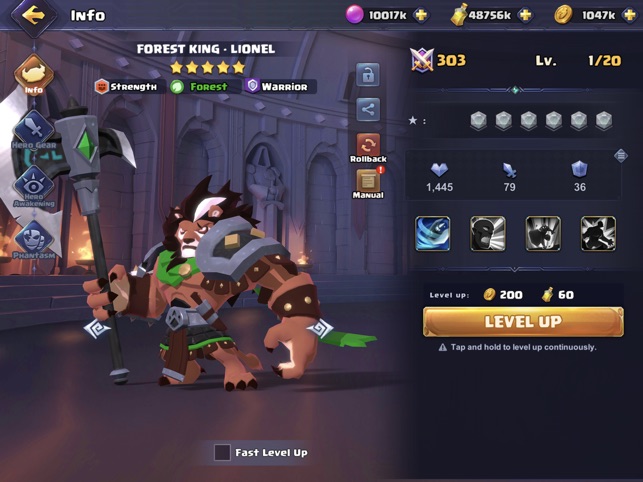 Info
10017k
48756k
1047k
FOREST KING · LIONEL
Strength
Forest
Warrior
Info
Hero Gear
Hero
Awakening
Phantasm
Rollback
Manual
303
Lv.
1/20
:
1,445
79
36
Level up:
200
60
LEVEL UP
Tap and hold to level up continuously.
Fast Level Up